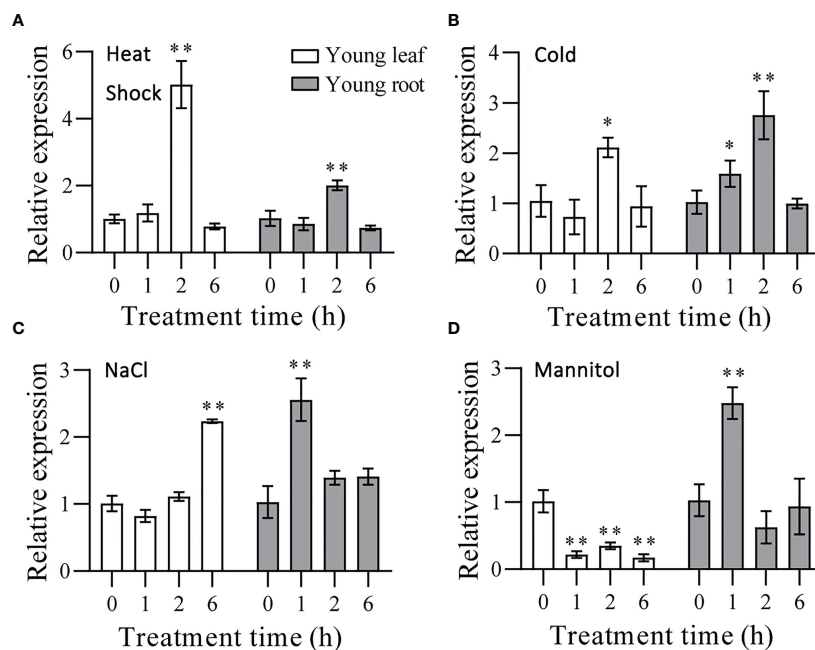 A
Relative expression
6
4
2
0
Heat
Shock
**
**
Young leaf
Young root
0 1 2 6 0 1 2 6
Treatment time (h)
B
Relative expression
4
3
2
1
0
Cold
*
*
**
0 1 2 6 0 1 2 6
Treatment time (h)
C
Relative expression
3
2
1
0
NaCl
**
**
0 1 2 6 0 1 2 6
Treatment time (h)
D
Relative expression
3
2
1
0
Mannitol
** ** **
**
0 1 2 6 0 1 2 6
Treatment time (h)